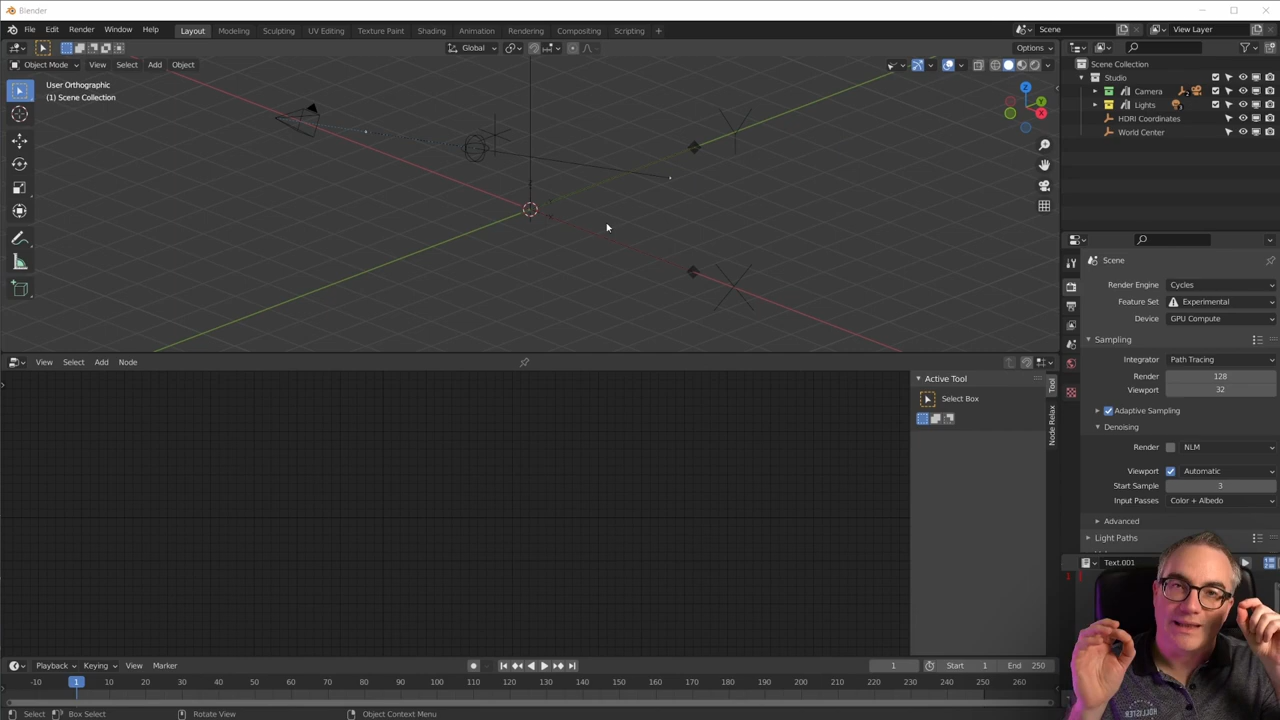 Blender
File Edit Render Window Help Layout Modeling Sculpting UV Editing Texture Paint Shading Animation Rendering Compositing Scripting + Scene View Layer
Global Options
Object Mode View Select Add Object
User Orthographic
(1) Scene Collection
Z
Y
X
Scene Collection
Studio
Camera
Lights
HDRI Coordinates
World Center
Scene
Render Engine Cycles
Feature Set Experimental
Device GPU Compute
Sampling
Integrator Path Tracing
Render 128
Viewport 32
Adaptive Sampling
Denoising
Render NLM
Viewport Automatic
Start Sample 3
Input Passes Color + Albedo
Advanced
Light Paths
Text.001
1
View Select Add Node
Active Tool
Select Box
Tool
Node Relax
Playback Keying View Marker 1 Start 1 End 250
-10 1 10 20 30 40 50 60 70 80 90 100 110 120 130 140 150 160 170 180 190 200 210 220 230 240 250 260
Select Box Select Rotate View Object Context Menu
HOLLISTER